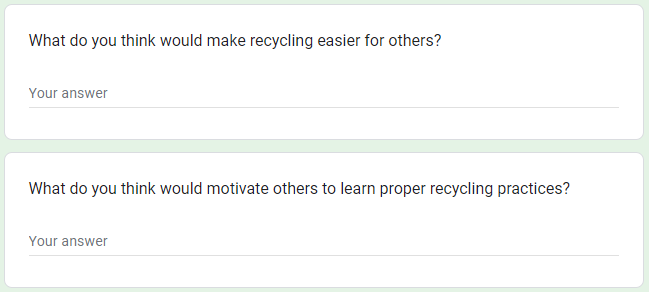 What do you think would make recycling easier for others?
Your answer
What do you think would motivate others to learn proper recycling practices?
Your answer